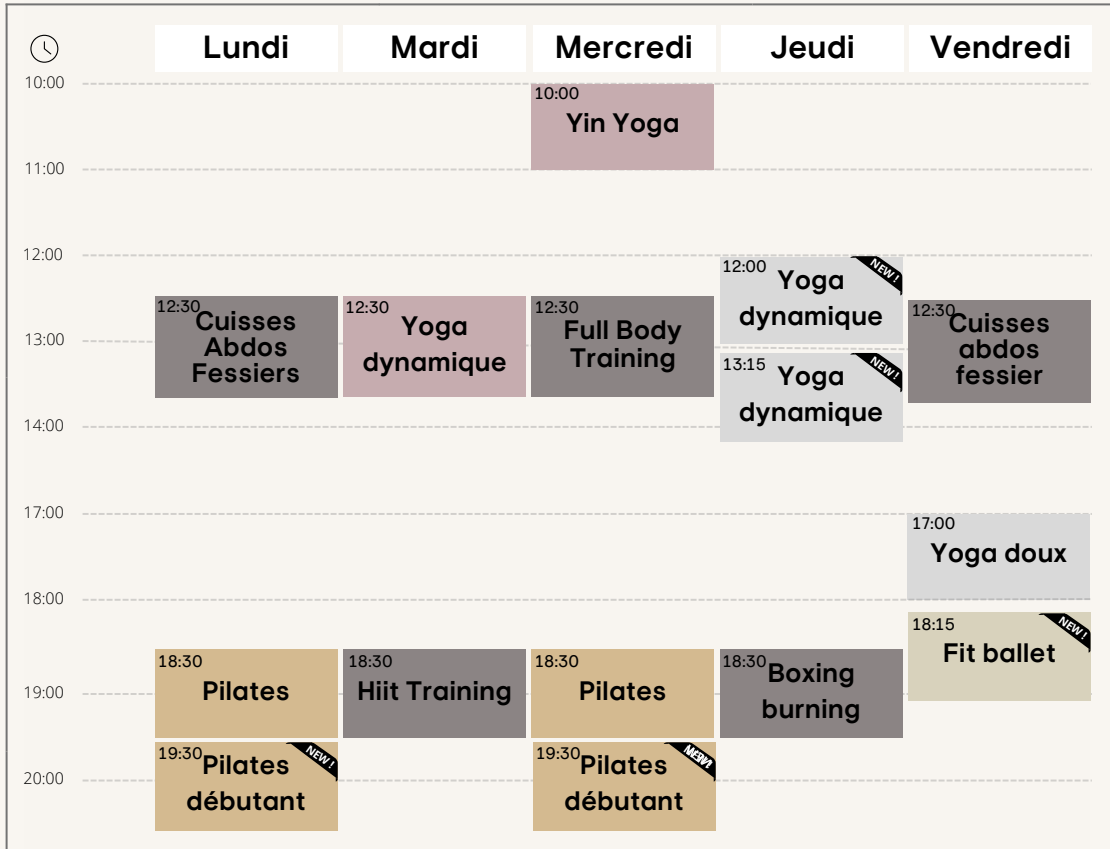 Lundi Mardi Mercredi Jeudi Vendredi
10:00
10:00
Yin Yoga
11:00
12:00
12:00
Yoga
dynamique
NEW !
12:30
Cuisses
Abdos
Fessiers
12:30
Yoga
dynamique
12:30
Full Body
Training
12:30
Cuisses
abdos
fessier
13:00
13:15
Yoga
dynamique
NEW !
14:00
17:00
17:00
Yoga doux
18:00
18:15
Fit ballet
NEW !
18:30
Pilates
18:30
Hiit Training
18:30
Pilates
18:30
Boxing
burning
19:00
19:30
Pilates
débutant
NEW !
19:30
Pilates
débutant
20:00